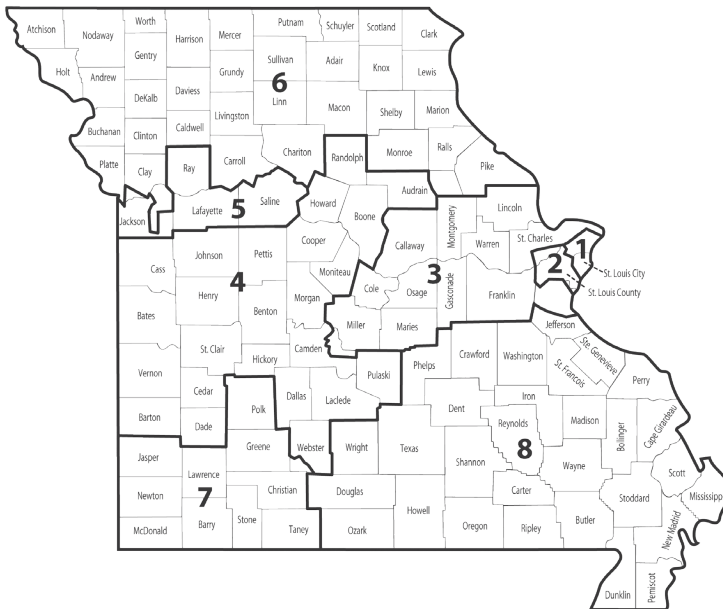 Atchison
Nodaway
Worth
Harrison
Mercer
Putnam
Schuyler
Scotland
Clark
Gentry
Sullivan
Adair
Knox
Lewis
Holt
Andrew
Grundy
6
DeKalb
Daviess
Linn
Macon
Shelby
Marion
Livingston
Buchanan
Clinton
Caldwell
Chariton
Randolph
Monroe
Ralls
Pike
Platte
Clay
Ray
Carroll
Audrain
Jackson
Lafayette
5
Saline
Howard
Boone
Montgomery
Lincoln
Callaway
Warren
St. Charles
1
2
St. Louis City
St. Louis County
Cass
Johnson
Pettis
Cooper
Moniteau
3
4
Cole
Osage
Gasconade
Franklin
Henry
Morgan
Bates
Benton
Miller
Maries
Jefferson
St. Clair
Hickory
Camden
Crawford
Washington
Ste. Genevieve
St. Francois
Perry
Vernon
Cedar
Dallas
Laclede
Pulaski
Phelps
Iron
Barton
Dade
Polk
Dent
Reynolds
Madison
Bollinger
Cape Girardeau
Jasper
Greene
Webster
Wright
Texas
Shannon
8
Wayne
Scott
Lawrence
7
Christian
Douglas
Carter
Stoddard
Mississippi
Newton
Howell
McDonald
Barry
Stone
Taney
Ozark
Oregon
Ripley
Butler
New Madrid
Dunklin
Pemiscot